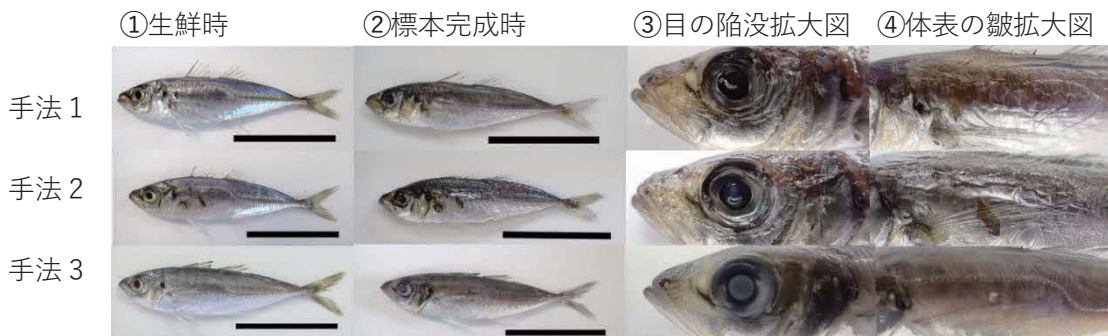 ①生鮮時 ②標本完成時 ③目の陥没拡大図 ④体表の皺拡大図
手法 1
手法 2
手法 3